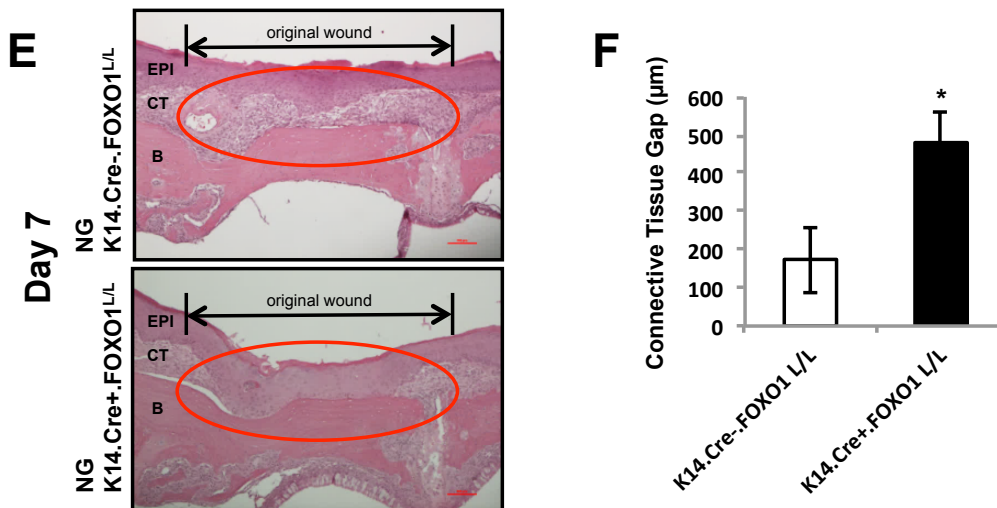 E
Day 7
NG
K14.Cre-.FOXO1L/L
original wound
EPI
CT
B
NG
K14.Cre+.FOXO1L/L
original wound
EPI
CT
B
F
Connective Tissue Gap (µm)
600
500
400
300
200
100
0
*
K14.Cre-.FOXO1 L/L
K14.Cre+.FOXO1 L/L